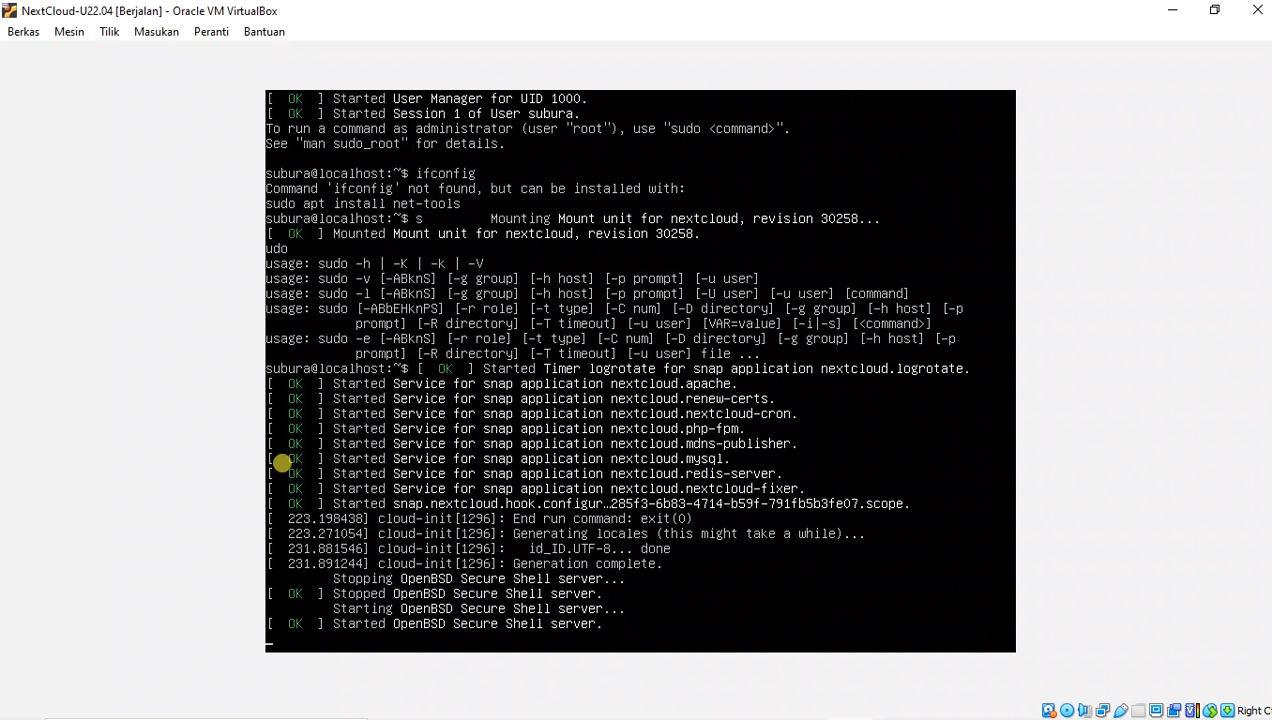 NextCloud-U22.04 [Berjalan] - Oracle VM VirtualBox
Berkas Mesin Tilik Masukan Peranti Bantuan
[  OK  ] Started User Manager for UID 1000.
[  OK  ] Started Session 1 of User subura.
To run a command as administrator (user "root"), use "sudo <command>".
See "man sudo_root" for details.
subura@localhost:~$ ifconfig
Command 'ifconfig' not found, but can be installed with:
sudo apt install net-tools
subura@localhost:~$ s         Mounting Mount unit for nextcloud, revision 30258...
[  OK  ] Mounted Mount unit for nextcloud, revision 30258.
udo
usage: sudo -h | -K | -k | -V
usage: sudo -v [-ABknS] [-g group] [-h host] [-p prompt] [-u user]
usage: sudo -l [-ABknS] [-g group] [-h host] [-p prompt] [-U user] [-u user] [command]
usage: sudo [-ABbEHknPS] [-r role] [-t type] [-C num] [-D directory] [-g group] [-h host] [-p
            prompt] [-R directory] [-T timeout] [-u user] [VAR=value] [-i|-s] [<command>]
usage: sudo -e [-ABknS] [-r role] [-t type] [-C num] [-D directory] [-g group] [-h host] [-p
            prompt] [-R directory] [-T timeout] [-u user] file ...
subura@localhost:~$ [  OK  ] Started Timer logrotate for snap application nextcloud.logrotate.
[  OK  ] Started Service for snap application nextcloud.apache.
[  OK  ] Started Service for snap application nextcloud.renew-certs.
[  OK  ] Started Service for snap application nextcloud.nextcloud-cron.
[  OK  ] Started Service for snap application nextcloud.php-fpm.
[  OK  ] Started Service for snap application nextcloud.mdns-publisher.
[  OK  ] Started Service for snap application nextcloud.mysql.
[  OK  ] Started Service for snap application nextcloud.redis-server.
[  OK  ] Started Service for snap application nextcloud.nextcloud-fixer.
[  OK  ] Started snap.nextcloud.hook.configur…285f3-6b83-4714-b59f-791fb5b3fe07.scope.
[  223.198438] cloud-init[1296]: End run command: exit(0)
[  223.271054] cloud-init[1296]: Generating locales (this might take a while)...
[  231.881546] cloud-init[1296]:   id_ID.UTF-8... done
[  231.891244] cloud-init[1296]: Generation complete.
         Stopping OpenBSD Secure Shell server...
[  OK  ] Stopped OpenBSD Secure Shell server.
         Starting OpenBSD Secure Shell server...
[  OK  ] Started OpenBSD Secure Shell server.
Right C